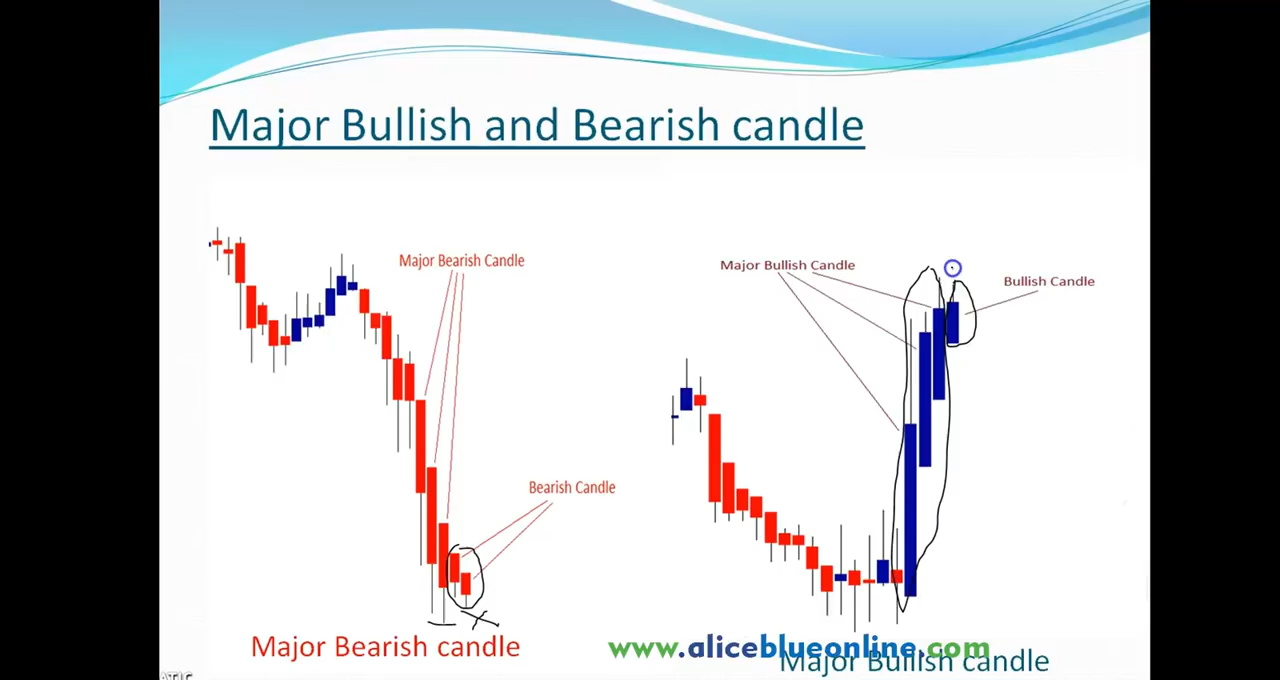 Major Bullish and Bearish candle
Major Bearish Candle
Major Bullish Candle
Bullish Candle
Bearish Candle
Major Bearish candle
www.aliceblueonline.com
Major Bullish candle